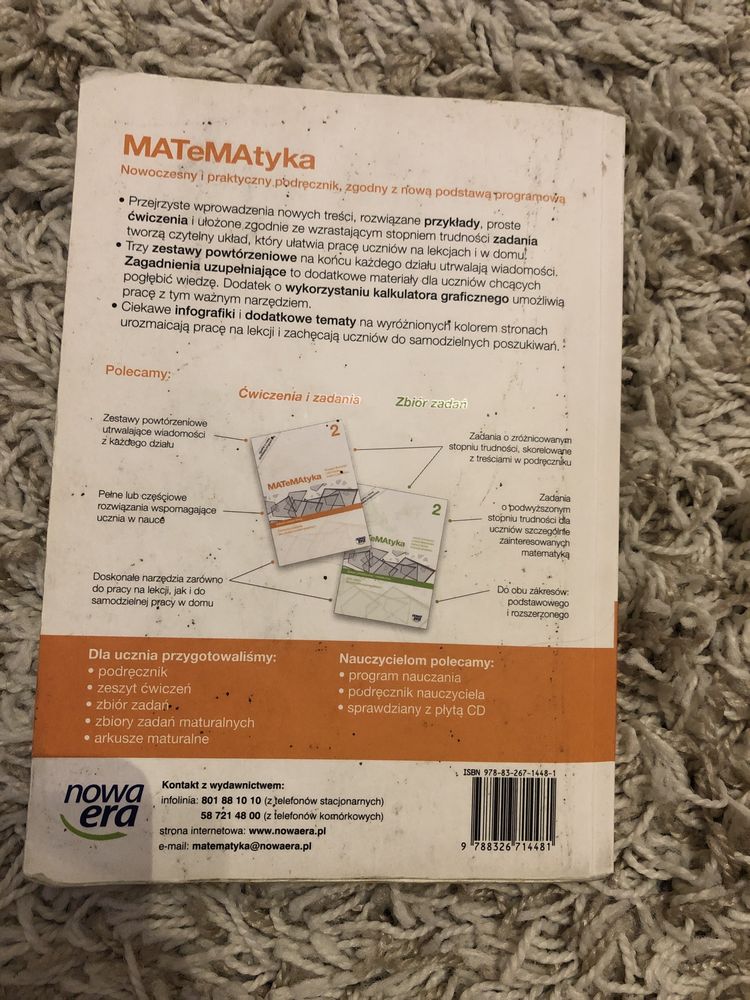 MATeMAtyka
Nowoczesny i praktyczny podręcznik, zgodny z nową podstawą programową
• Przejrzyste wprowadzenia nowych treści, rozwiązane przykłady, proste
ćwiczenia i ułożone zgodnie ze wzrastającym stopniem trudności zadania
tworzą czytelny układ, który ułatwia pracę uczniów na lekcjach i w domu.
• Trzy zestawy powtórzeniowe na końcu każdego działu utrwalają wiadomości.
Zagadnienia uzupełniające to dodatkowe materiały dla uczniów chcących
pogłębić wiedzę. Dodatek o wykorzystaniu kalkulatora graficznego umożliwią
pracę z tym ważnym narzędziem.
• Ciekawe infografiki i dodatkowe tematy na wyróżnionych kolorem stronach
urozmaicają pracę na lekcji i zachęcają uczniów do samodzielnych poszukiwań.
Polecamy:
Ćwiczenia i zadania
Zestawy powtórzeniowe
utrwalające wiadomości
z każdego działu
Pełne lub częściowe
rozwiązania wspomagające
ucznia w nauce
Doskonałe narzędzia zarówno
do pracy na lekcji, jak i do
samodzielnej pracy w domu
2
MATeMAtyka
Zbiór zadań
2
TeMAtyka
Zadania o zróżnicowanym
stopniu trudności, skorelowane
z treściami w podręczniku
Zadania
o podwyższonym
stopniu trudności dla
uczniów szczególnie
zainteresowanych
matematyką
Do obu zakresów:
podstawowego
i rozszerzonego
Dla ucznia przygotowaliśmy:
• podręcznik
• zeszyt ćwiczeń
• zbiór zadań
• zbiory zadań maturalnych
• arkusze maturalne
Nauczycielom polecamy:
• program nauczania
• podręcznik nauczyciela
• sprawdziany z płytą CD
nowa
era
Kontakt z wydawnictwem:
infolinia: 801 88 10 10 (z telefonów stacjonarnych)
58 721 48 00 (z telefonów komórkowych)
strona internetowa: www.nowaera.pl
e-mail: matematyka@nowaera.pl
ISBN 978-83-267-1448-1
9 788326 714481